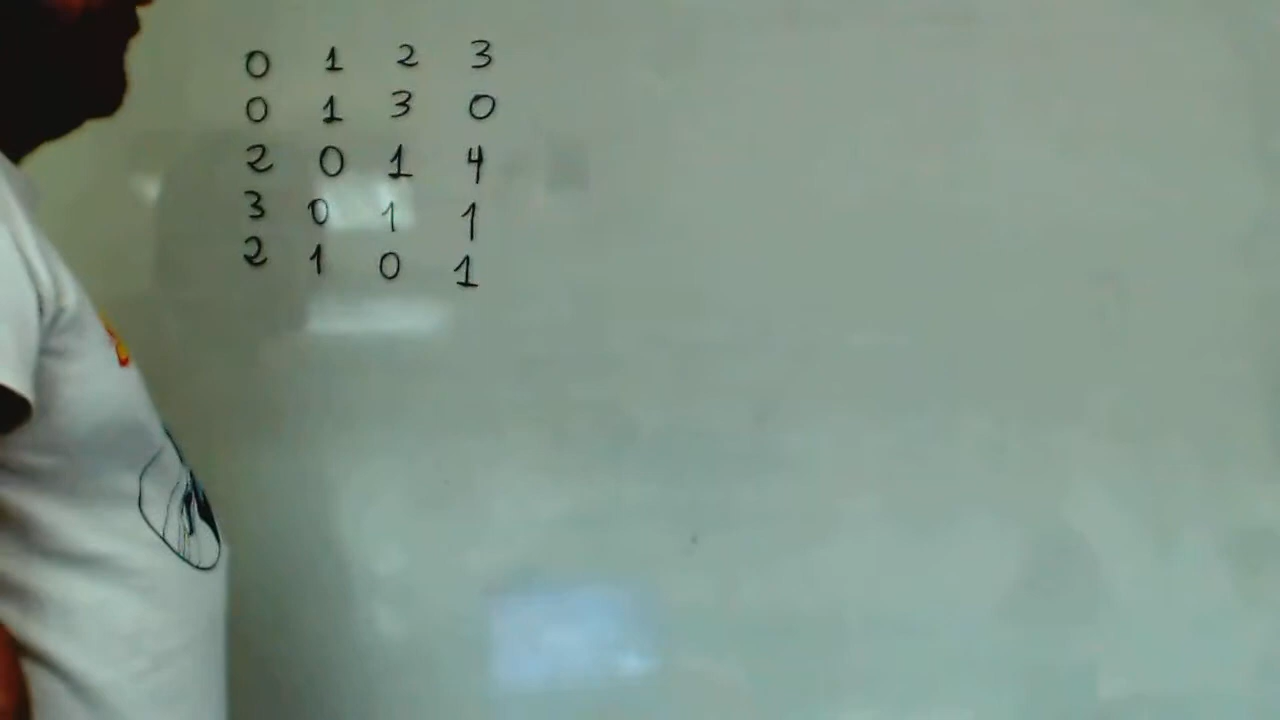 0 1 2 3
0 1 3 0
2 0 1 4
3 0 1 1
2 1 0 1